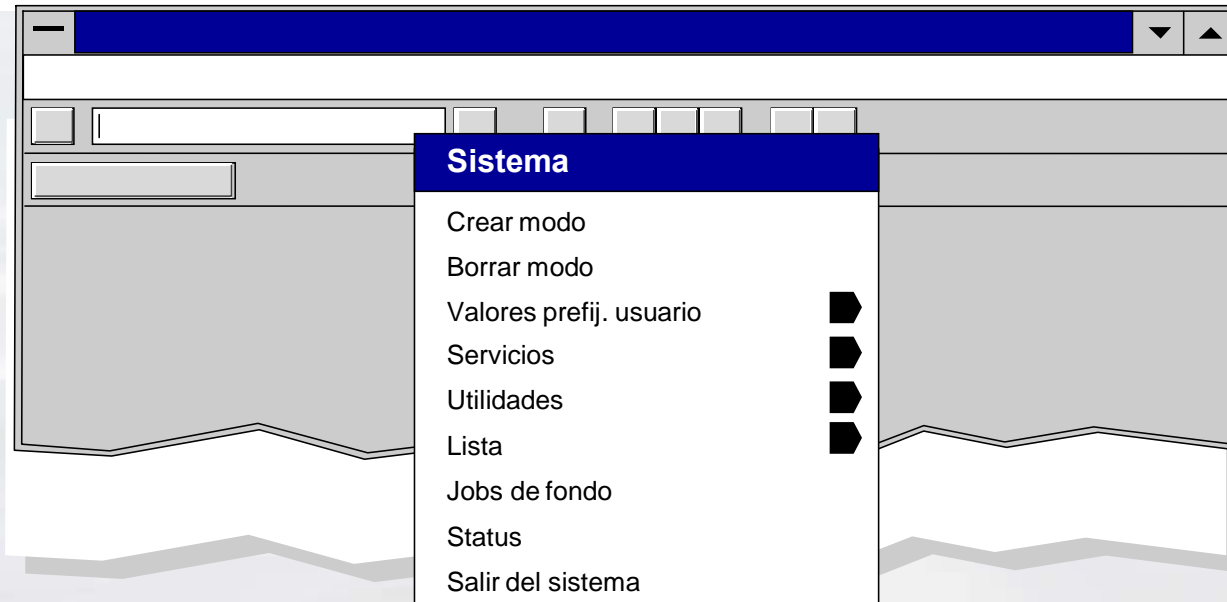 Sistema
Crear modo
Borrar modo
Valores prefij. usuario
Servicios
Utilidades
Lista
Jobs de fondo
Status
Salir del sistema